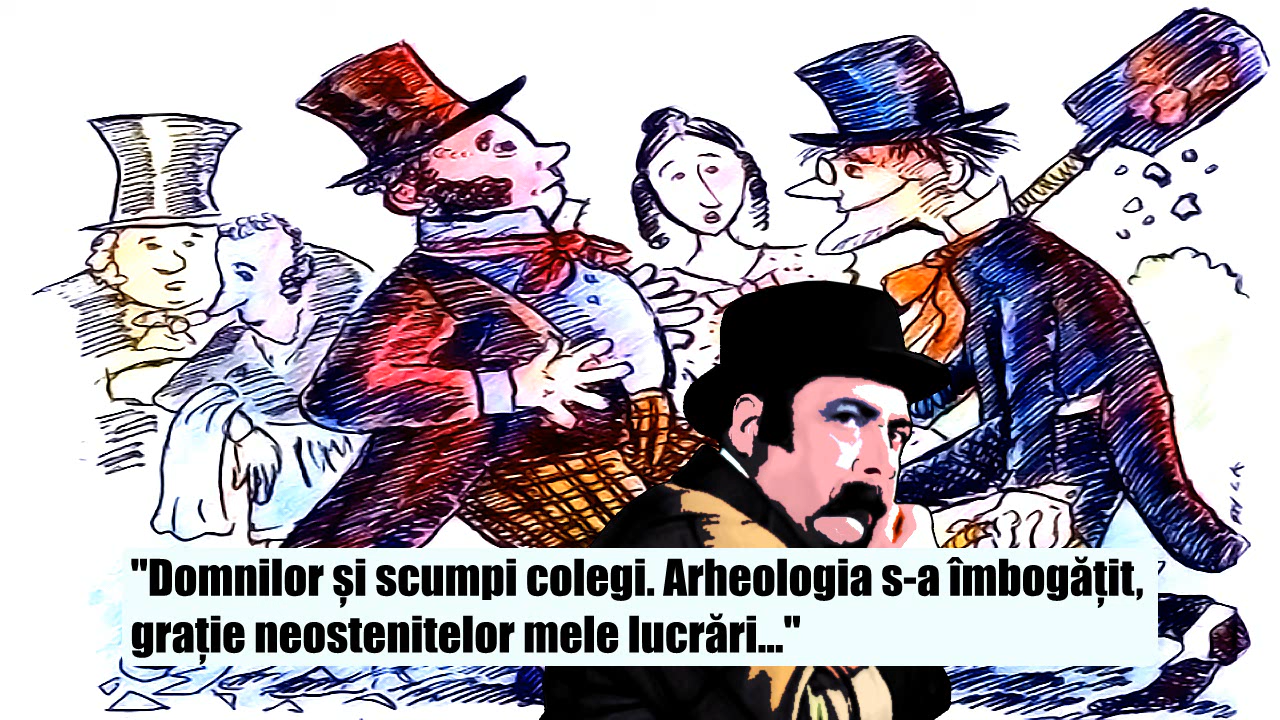 "Domnilor și scumpi colegi. Arheologia s-a îmbogățit,
grație neostenitelor mele lucrări..."